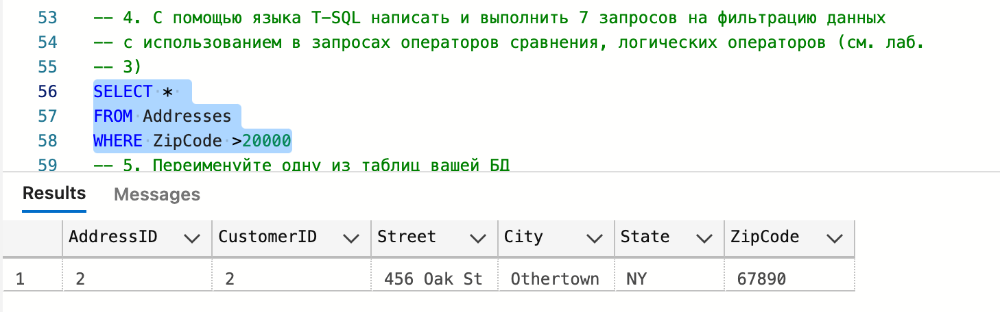 53 -- 4. С помощью языка T-SQL написать и выполнить 7 запросов на фильтрацию данных
54 -- с использованием в запросах операторов сравнения, логических операторов (см. лаб.
55 -- 3)
56 SELECT *
57 FROM Addresses
58 WHERE ZipCode >20000
59 -- 5. Переименуйте одну из таблиц вашей БД
Results Messages
AddressID CustomerID Street City State ZipCode
1 2 2 456 Oak St Othertown NY 67890